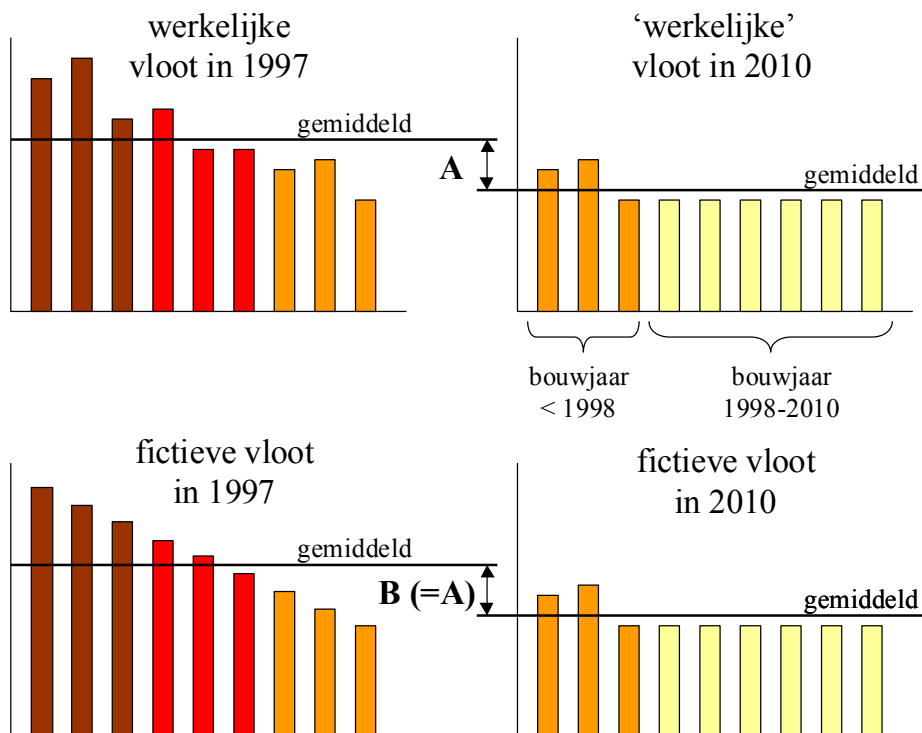 werkelijke
vloot in 1997
gemiddeld
‘werkelijke’
vloot in 2010
A
gemiddeld
bouwjaar
< 1998
bouwjaar
1998-2010
fictieve vloot
in 1997
gemiddeld
fictieve vloot
in 2010
B (=A)
gemiddeld